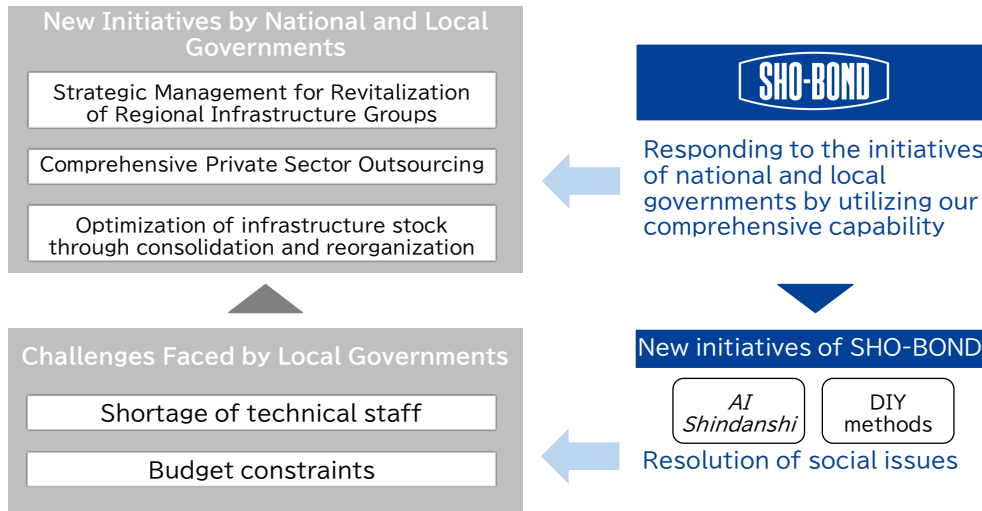 New Initiatives by National and Local
Governments
Strategic Management for Revitalization
of Regional Infrastructure Groups
Comprehensive Private Sector Outsourcing
Optimization of infrastructure stock
through consolidation and reorganization
Challenges Faced by Local Governments
Shortage of technical staff
Budget constraints
SHO-BOND
Responding to the initiatives
of national and local
governments by utilizing our
comprehensive capability
New initiatives of SHO-BOND
AI
Shindanshi
DIY
methods
Resolution of social issues